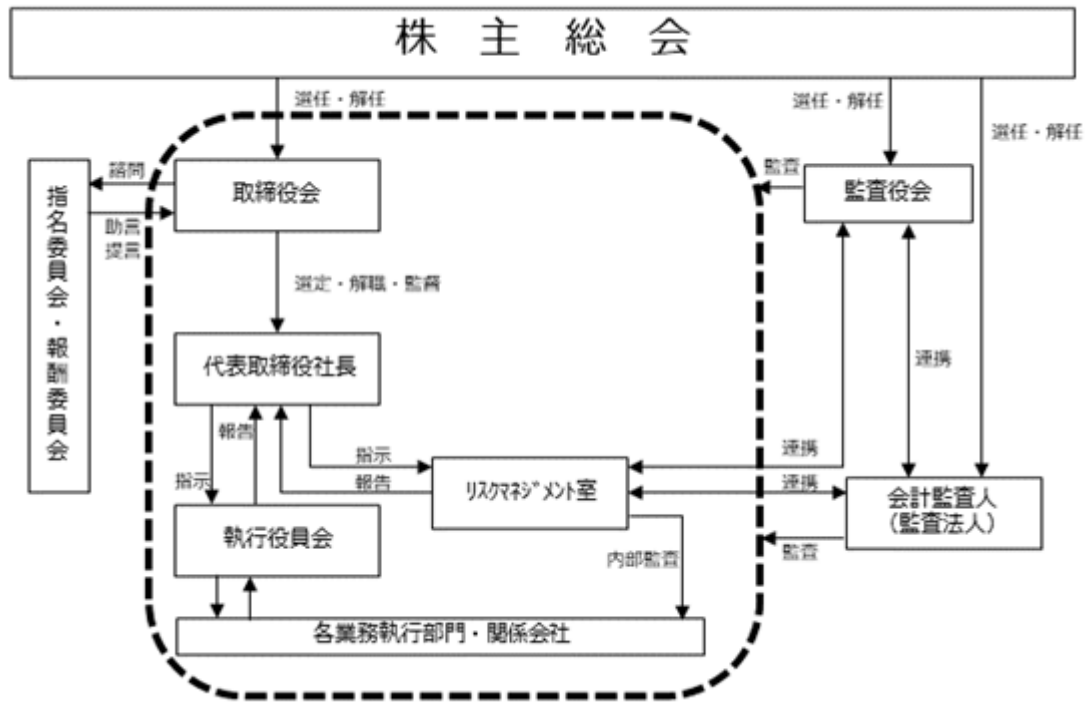 株主総会
選任・解任
選任・解任
選任・解任
諮問
取締役会
監査
監査役会
助言
提言
指名委員会・報酬委員会
選定・解職・監督
代表取締役社長
連携
報告
指示
連携
指示
報告
リスクマネジメント室
連携
会計監査人
（監査法人）
執行役員会
内部監査
監査
各業務執行部門・関係会社